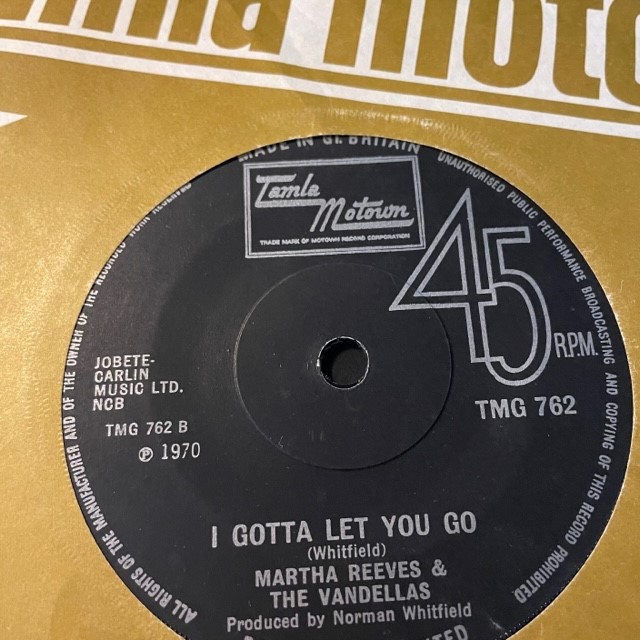 MADE IN GT. BRITAIN
Tamla
Motown
TRADE MARK OF MOTOWN RECORD CORPORATION
45
R.P.M.
TMG 762
JOBETE-
CARLIN
MUSIC LTD.
NCB
TMG 762 B
℗ 1970
I GOTTA LET YOU GO
(Whitfield)
MARTHA REEVES &
THE VANDELLAS
Produced by Norman Whitfield
ALL RIGHTS OF THE MANUFACTURER AND OF THE OWNER OF THE RECORDED WORK RESERVED
UNAUTHORISED PUBLIC PERFORMANCE BROADCASTING AND COPYING OF THIS RECORD PROHIBITED